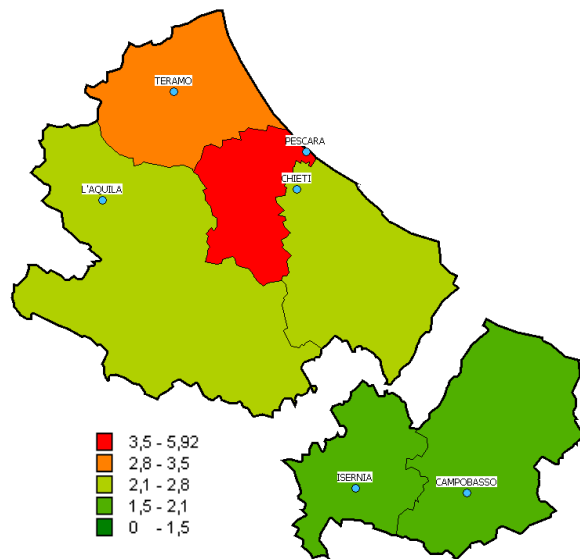 TERAMO
PESCARA
CHIETI
L'AQUILA
3,5 - 5,92
2,8 - 3,5
2,1 - 2,8
1,5 - 2,1
0 - 1,5
ISERNIA
CAMPOBASSO